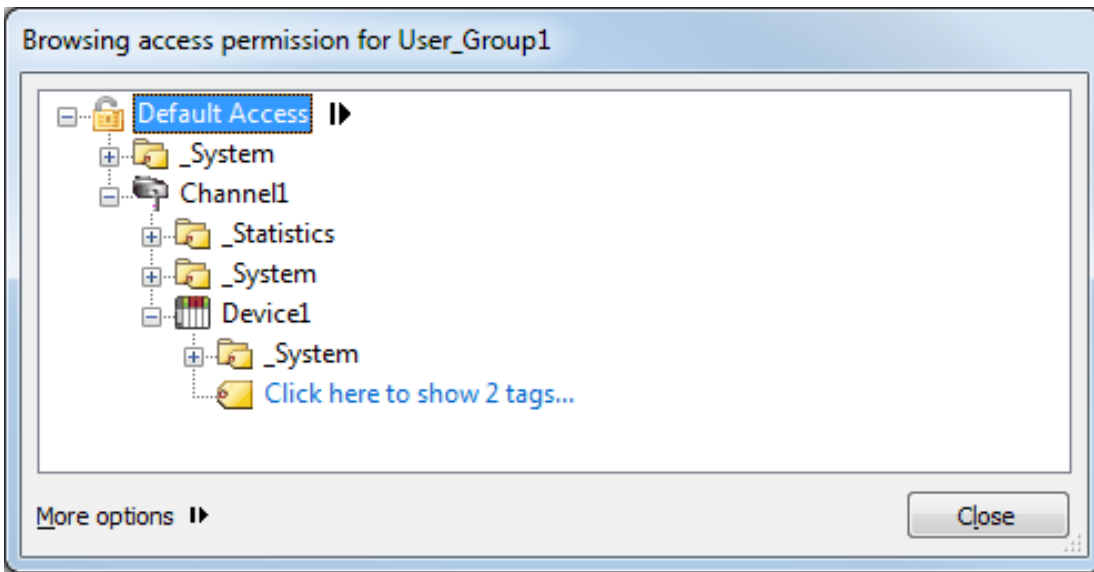 Browsing access permission for User_Group1
Default Access
_System
Channel1
_Statistics
_System
Device1
_System
Click here to show 2 tags...
More options
Close